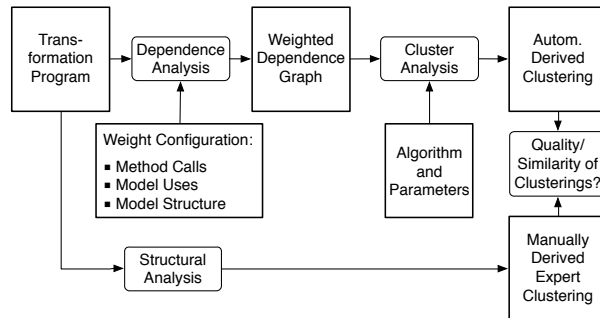 Trans-
formation
Program
Dependence
Analysis
Weighted
Dependence
Graph
Cluster
Analysis
Autom.
Derived
Clustering
Weight Configuration:
▪ Method Calls
▪ Model Uses
▪ Model Structure
Algorithm
and
Parameters
Quality/
Similarity of
Clusterings?
Structural
Analysis
Manually
Derived
Expert
Clustering